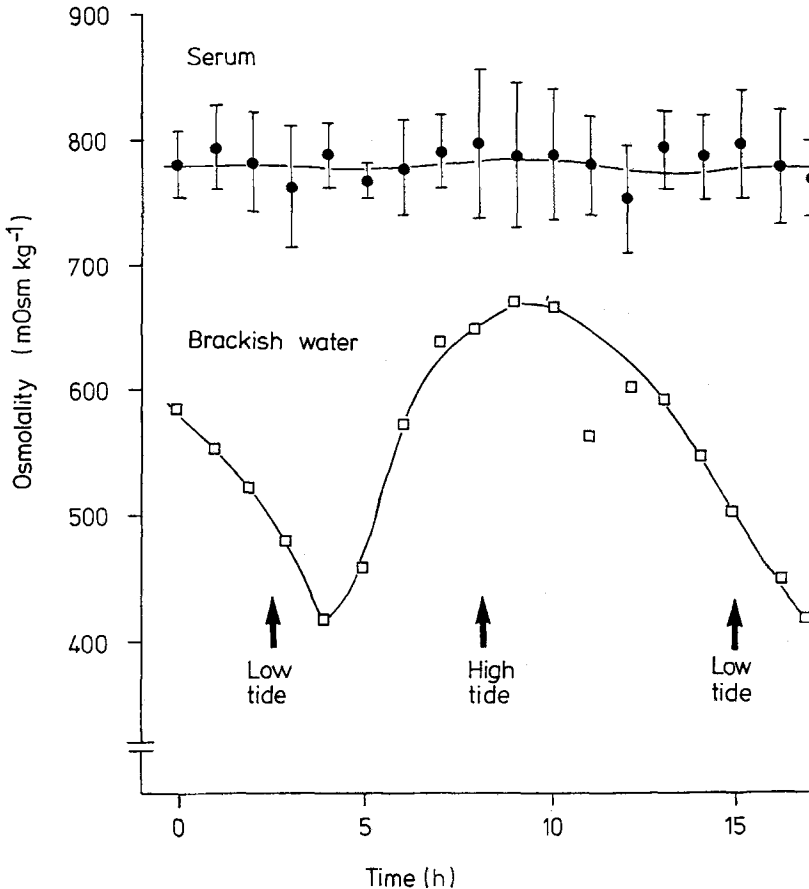 900
Serum
800
700
Brackish water
600
500
400
Low
tide
High
tide
Low
tide
0
5
10
15
Time (h)
Osmolality (mOsm kg-1)